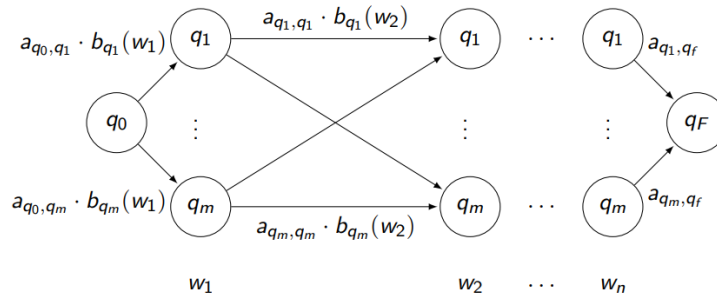 a_{q_1,q_1} · b_{q_1}(w_2)
a_{q_0,q_1} · b_{q_1}(w_1) q_1 q_1 ··· q_1 a_{q_1,q_f}
q_0 ⋮ ⋮ ⋮ q_F
a_{q_0,q_m} · b_{q_m}(w_1) q_m q_m ··· q_m a_{q_m,q_f}
a_{q_m,q_m} · b_{q_m}(w_2)
w_1 w_2 ··· w_n